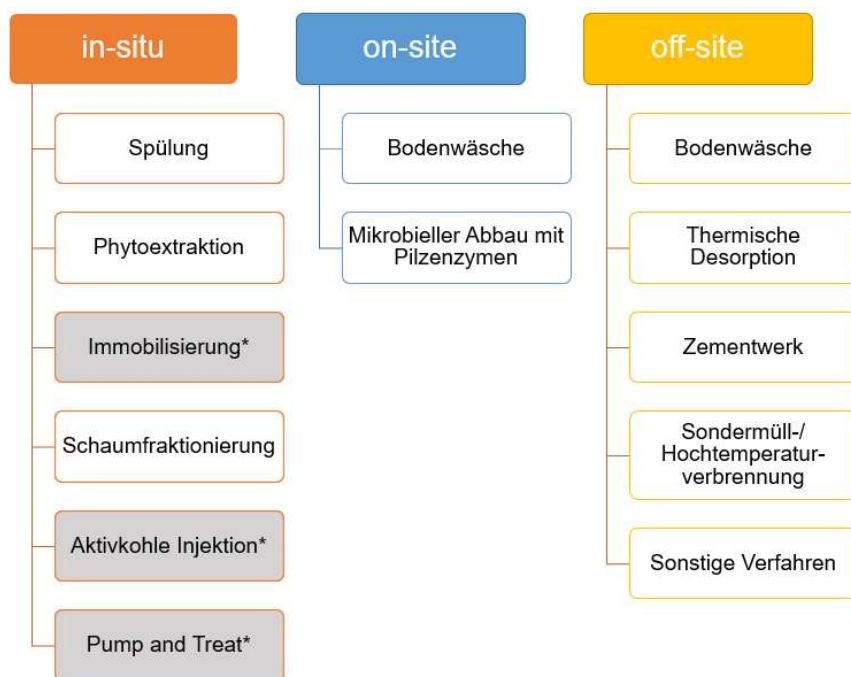 in-situ
Spülung
Phytoextraktion
Immobilisierung*
Schaumfraktionierung
Aktivkohle Injektion*
Pump and Treat*
on-site
Bodenwäsche
Mikrobieller Abbau mit
Pilzenzymen
off-site
Bodenwäsche
Thermische
Desorption
Zementwerk
Sondermüll-/
Hochtemperatur-
verbrennung
Sonstige Verfahren